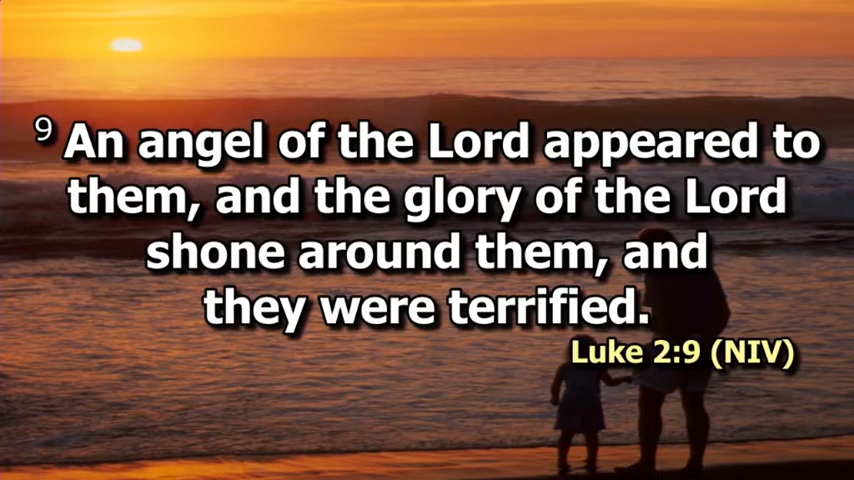 9 An angel of the Lord appeared to
them, and the glory of the Lord
shone around them, and
they were terrified.
Luke 2:9 (NIV)